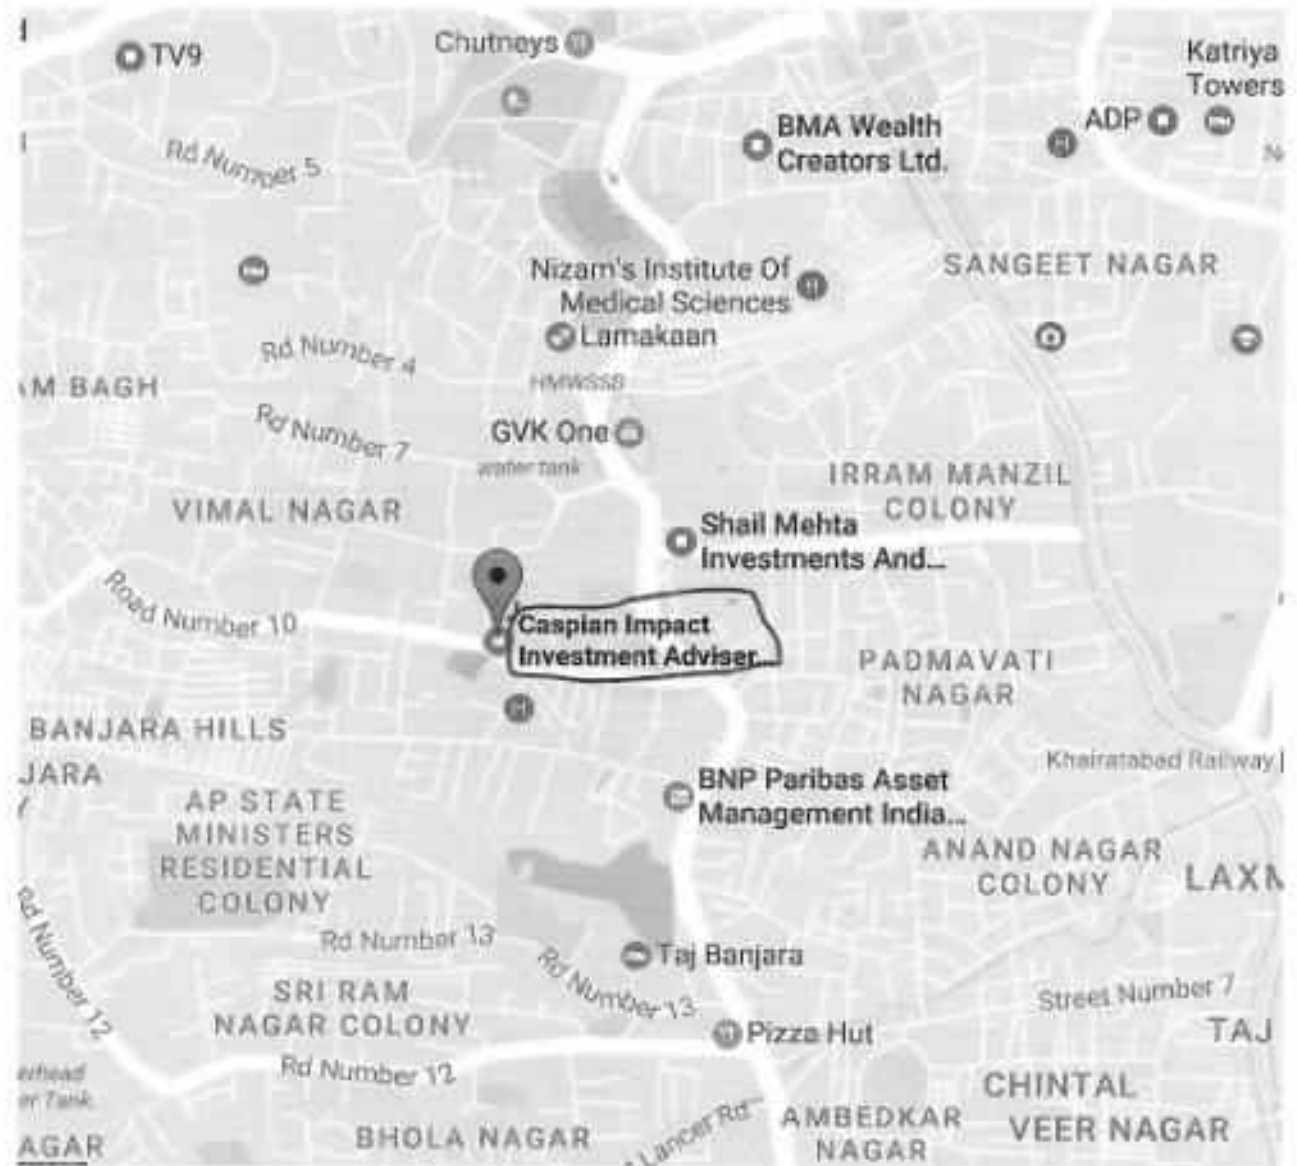 TV9
Chutneys
Katriya
Towers
ADP
BMA Wealth
Creators Ltd.
Rd Number 5
SANGEET NAGAR
Nizam's Institute Of
Medical Sciences
Lamakaan
Rd Number 4
HMWSSB
AM BAGH
Rd Number 7
GVK One
water tank
IRRAM MANZIL
COLONY
VIMAL NAGAR
Shail Mehta
Investments And...
Road Number 10
Caspian Impact
Investment Adviser...
PADMAVATI
NAGAR
BANJARA HILLS
JARA
Khairatabad Railway
BNP Paribas Asset
Management India...
AP STATE
MINISTERS
RESIDENTIAL
COLONY
ANAND NAGAR
COLONY
LAXM
Rd Number 12
Rd Number 13
Taj Banjara
Rd Number 13
SRI RAM
NAGAR COLONY
Street Number 7
Pizza Hut
TAJ
Rd Number 12
erhead
er Tank
CHINTAL
VEER NAGAR
Lancer Rd
AMBEDKAR
NAGAR
BHOLA NAGAR
AGAR